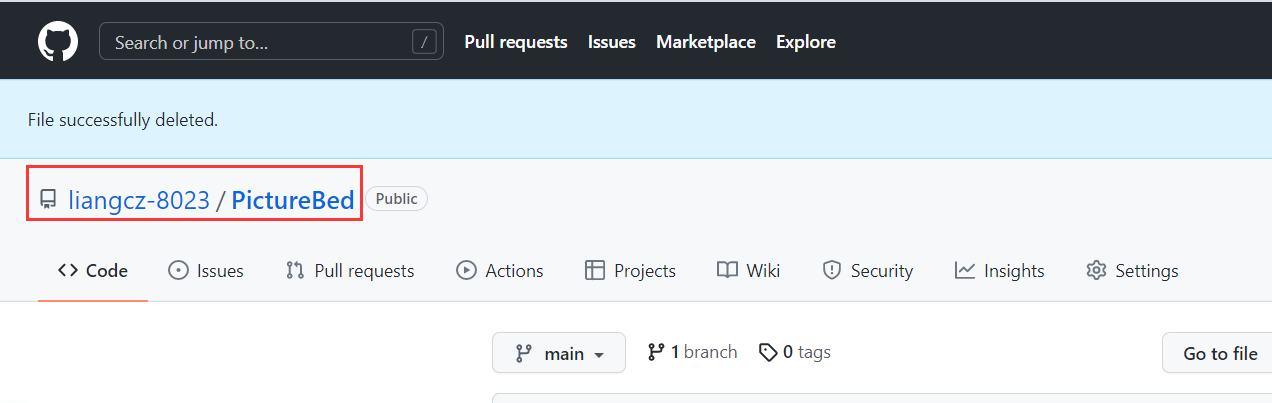 Search or jump to... / Pull requests Issues Marketplace Explore
File successfully deleted.
liangcz-8023 / PictureBed Public
Code Issues Pull requests Actions Projects Wiki Security Insights Settings
main 1 branch 0 tags Go to file